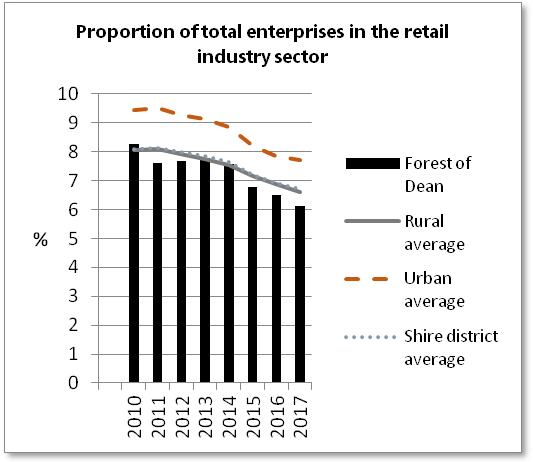 Proportion of total enterprises in the retail
industry sector
10
9
8
7
6
5
4
3
2
1
0
%
2010
2011
2012
2013
2014
2015
2016
2017
Forest of
Dean
Rural
average
Urban
average
Shire district
average